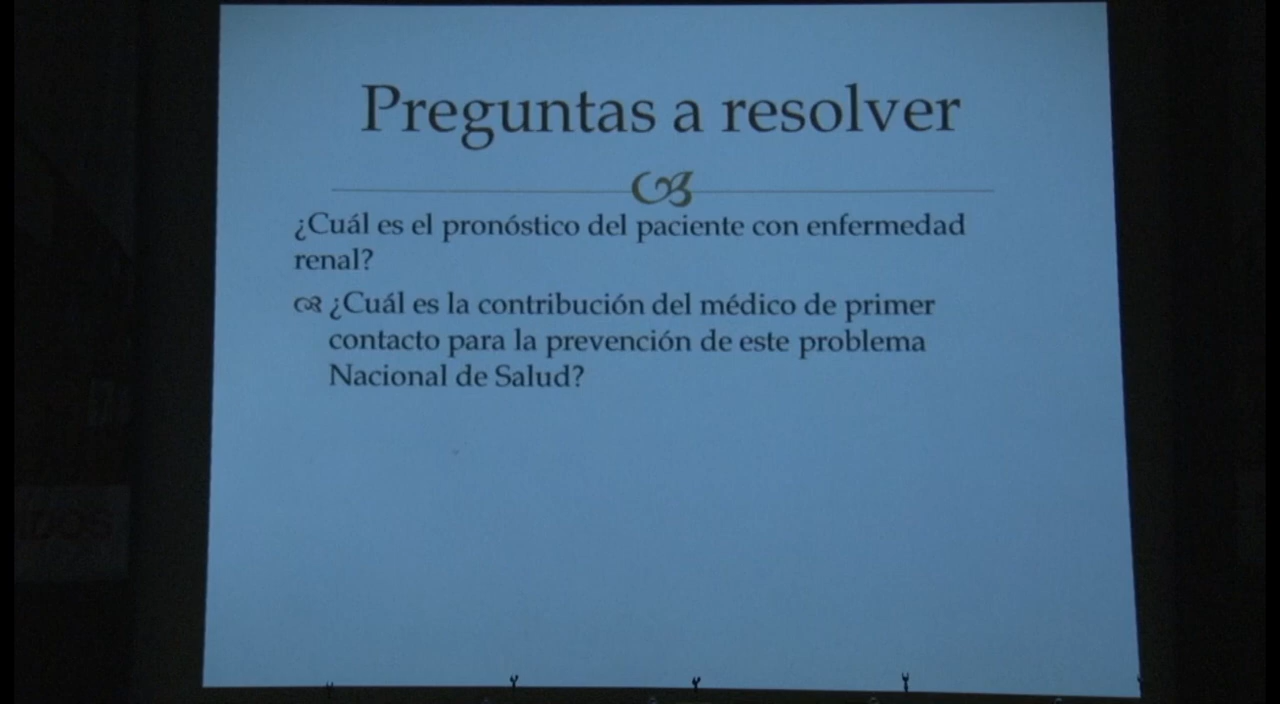 Preguntas a resolver
¿Cuál es el pronóstico del paciente con enfermedad
renal?
¿Cuál es la contribución del médico de primer
contacto para la prevención de este problema
Nacional de Salud?